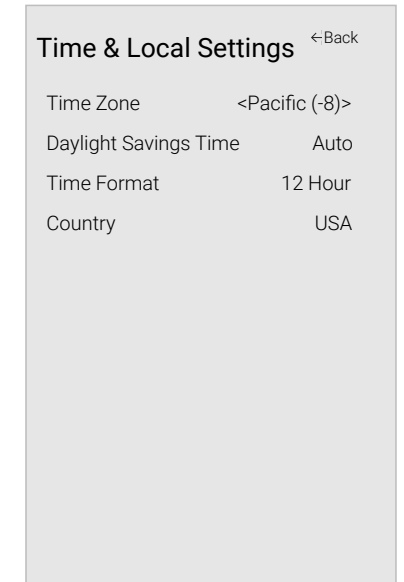 Time & Local Settings ←Back
Time Zone <Pacific (-8)>
Daylight Savings Time Auto
Time Format 12 Hour
Country USA